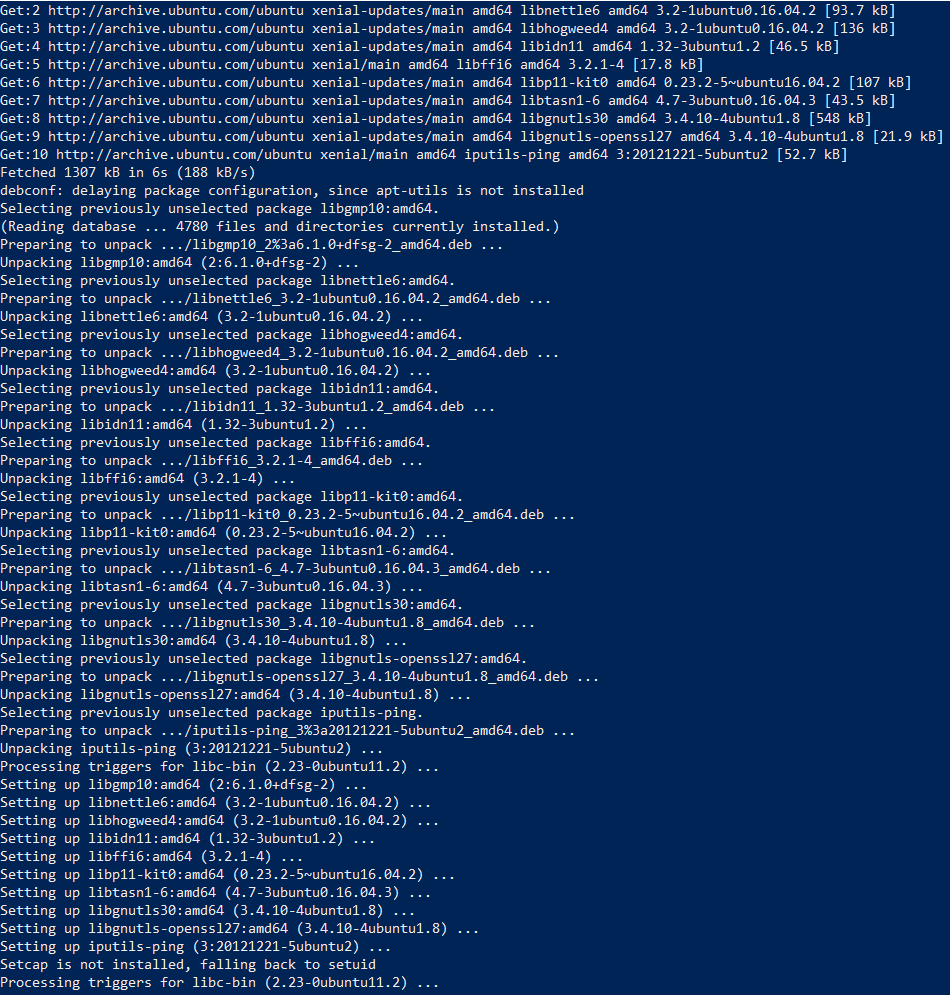 Get:2 http://archive.ubuntu.com/ubuntu xenial-updates/main amd64 libnettle6 amd64 3.2-1ubuntu0.16.04.2 [93.7 kB]
Get:3 http://archive.ubuntu.com/ubuntu xenial-updates/main amd64 libhogweed4 amd64 3.2-1ubuntu0.16.04.2 [136 kB]
Get:4 http://archive.ubuntu.com/ubuntu xenial-updates/main amd64 libidn11 amd64 1.32-3ubuntu1.2 [46.5 kB]
Get:5 http://archive.ubuntu.com/ubuntu xenial/main amd64 libffi6 amd64 3.2.1-4 [17.8 kB]
Get:6 http://archive.ubuntu.com/ubuntu xenial-updates/main amd64 libp11-kit0 amd64 0.23.2-5~ubuntu16.04.2 [107 kB]
Get:7 http://archive.ubuntu.com/ubuntu xenial-updates/main amd64 libtasn1-6 amd64 4.7-3ubuntu0.16.04.3 [43.5 kB]
Get:8 http://archive.ubuntu.com/ubuntu xenial-updates/main amd64 libgnutls30 amd64 3.4.10-4ubuntu1.8 [548 kB]
Get:9 http://archive.ubuntu.com/ubuntu xenial-updates/main amd64 libgnutls-openssl27 amd64 3.4.10-4ubuntu1.8 [21.9 kB]
Get:10 http://archive.ubuntu.com/ubuntu xenial/main amd64 iputils-ping amd64 3:20121221-5ubuntu2 [52.7 kB]
Fetched 1307 kB in 6s (188 kB/s)
debconf: delaying package configuration, since apt-utils is not installed
Selecting previously unselected package libgmp10:amd64.
(Reading database ... 4780 files and directories currently installed.)
Preparing to unpack .../libgmp10_2%3a6.1.0+dfsg-2_amd64.deb ...
Unpacking libgmp10:amd64 (2:6.1.0+dfsg-2) ...
Selecting previously unselected package libnettle6:amd64.
Preparing to unpack .../libnettle6_3.2-1ubuntu0.16.04.2_amd64.deb ...
Unpacking libnettle6:amd64 (3.2-1ubuntu0.16.04.2) ...
Selecting previously unselected package libhogweed4:amd64.
Preparing to unpack .../libhogweed4_3.2-1ubuntu0.16.04.2_amd64.deb ...
Unpacking libhogweed4:amd64 (3.2-1ubuntu0.16.04.2) ...
Selecting previously unselected package libidn11:amd64.
Preparing to unpack .../libidn11_1.32-3ubuntu1.2_amd64.deb ...
Unpacking libidn11:amd64 (1.32-3ubuntu1.2) ...
Selecting previously unselected package libffi6:amd64.
Preparing to unpack .../libffi6_3.2.1-4_amd64.deb ...
Unpacking libffi6:amd64 (3.2.1-4) ...
Selecting previously unselected package libp11-kit0:amd64.
Preparing to unpack .../libp11-kit0_0.23.2-5~ubuntu16.04.2_amd64.deb ...
Unpacking libp11-kit0:amd64 (0.23.2-5~ubuntu16.04.2) ...
Selecting previously unselected package libtasn1-6:amd64.
Preparing to unpack .../libtasn1-6_4.7-3ubuntu0.16.04.3_amd64.deb ...
Unpacking libtasn1-6:amd64 (4.7-3ubuntu0.16.04.3) ...
Selecting previously unselected package libgnutls30:amd64.
Preparing to unpack .../libgnutls30_3.4.10-4ubuntu1.8_amd64.deb ...
Unpacking libgnutls30:amd64 (3.4.10-4ubuntu1.8) ...
Selecting previously unselected package libgnutls-openssl27:amd64.
Preparing to unpack .../libgnutls-openssl27_3.4.10-4ubuntu1.8_amd64.deb ...
Unpacking libgnutls-openssl27:amd64 (3.4.10-4ubuntu1.8) ...
Selecting previously unselected package iputils-ping.
Preparing to unpack .../iputils-ping_3%3a20121221-5ubuntu2_amd64.deb ...
Unpacking iputils-ping (3:20121221-5ubuntu2) ...
Processing triggers for libc-bin (2.23-0ubuntu11.2) ...
Setting up libgmp10:amd64 (2:6.1.0+dfsg-2) ...
Setting up libnettle6:amd64 (3.2-1ubuntu0.16.04.2) ...
Setting up libhogweed4:amd64 (3.2-1ubuntu0.16.04.2) ...
Setting up libidn11:amd64 (1.32-3ubuntu1.2) ...
Setting up libffi6:amd64 (3.2.1-4) ...
Setting up libp11-kit0:amd64 (0.23.2-5~ubuntu16.04.2) ...
Setting up libtasn1-6:amd64 (4.7-3ubuntu0.16.04.3) ...
Setting up libgnutls30:amd64 (3.4.10-4ubuntu1.8) ...
Setting up libgnutls-openssl27:amd64 (3.4.10-4ubuntu1.8) ...
Setting up iputils-ping (3:20121221-5ubuntu2) ...
Setcap is not installed, falling back to setuid
Processing triggers for libc-bin (2.23-0ubuntu11.2) ...